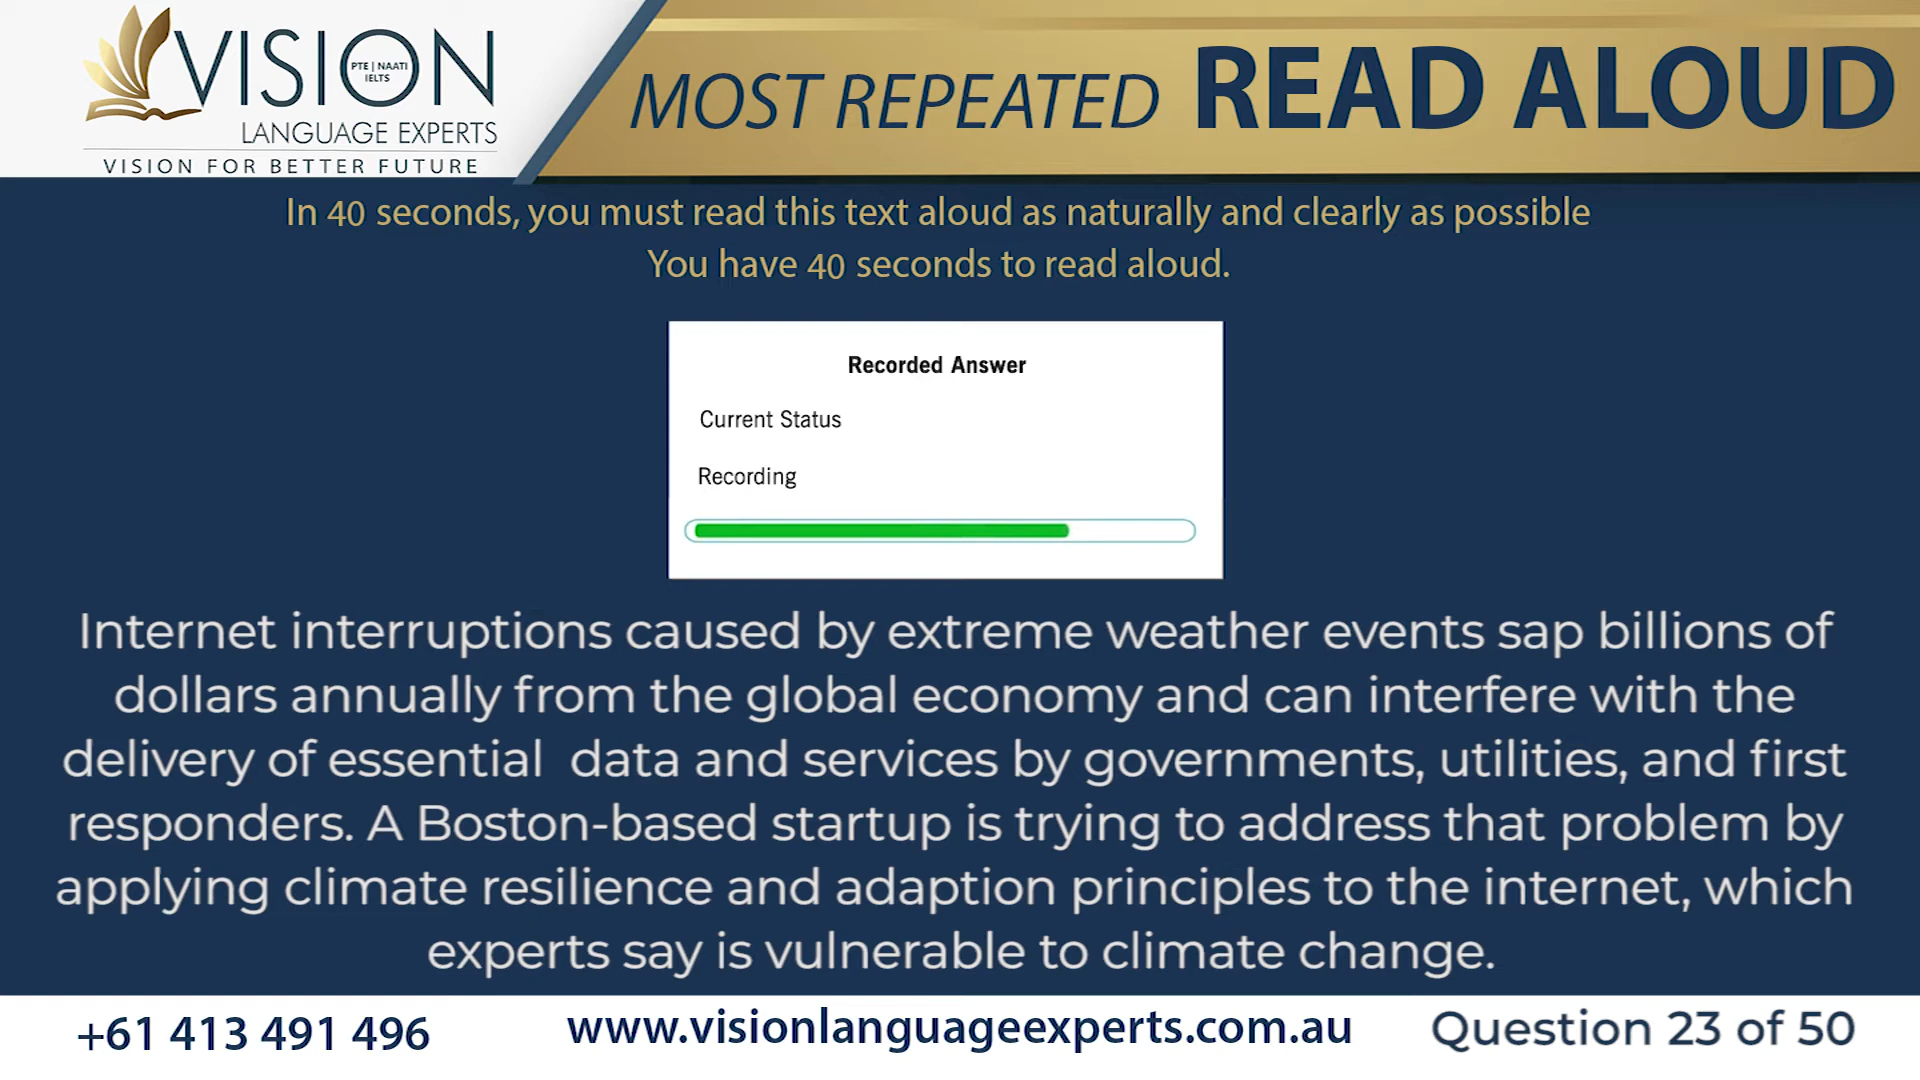 VISION
PTE | NAATI
IELTS
LANGUAGE EXPERTS
VISION FOR BETTER FUTURE
MOST REPEATED READ ALOUD
In 40 seconds, you must read this text aloud as naturally and clearly as possible
You have 40 seconds to read aloud.
Recorded Answer
Current Status
Recording
Internet interruptions caused by extreme weather events sap billions of
dollars annually from the global economy and can interfere with the
delivery of essential  data and services by governments, utilities, and first
responders. A Boston-based startup is trying to address that problem by
applying climate resilience and adaption principles to the internet, which
experts say is vulnerable to climate change.
+61 413 491 496
www.visionlanguageexperts.com.au
Question 23 of 50